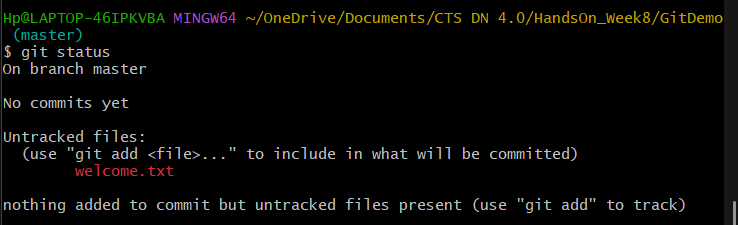 Hp@LAPTOP-46IPKVBA MINGW64 ~/OneDrive/Documents/CTS DN 4.0/HandsOn_Week8/GitDemo
(master)
$ git status
On branch master
No commits yet
Untracked files:
(use "git add <file>..." to include in what will be committed)
welcome.txt
nothing added to commit but untracked files present (use "git add" to track)